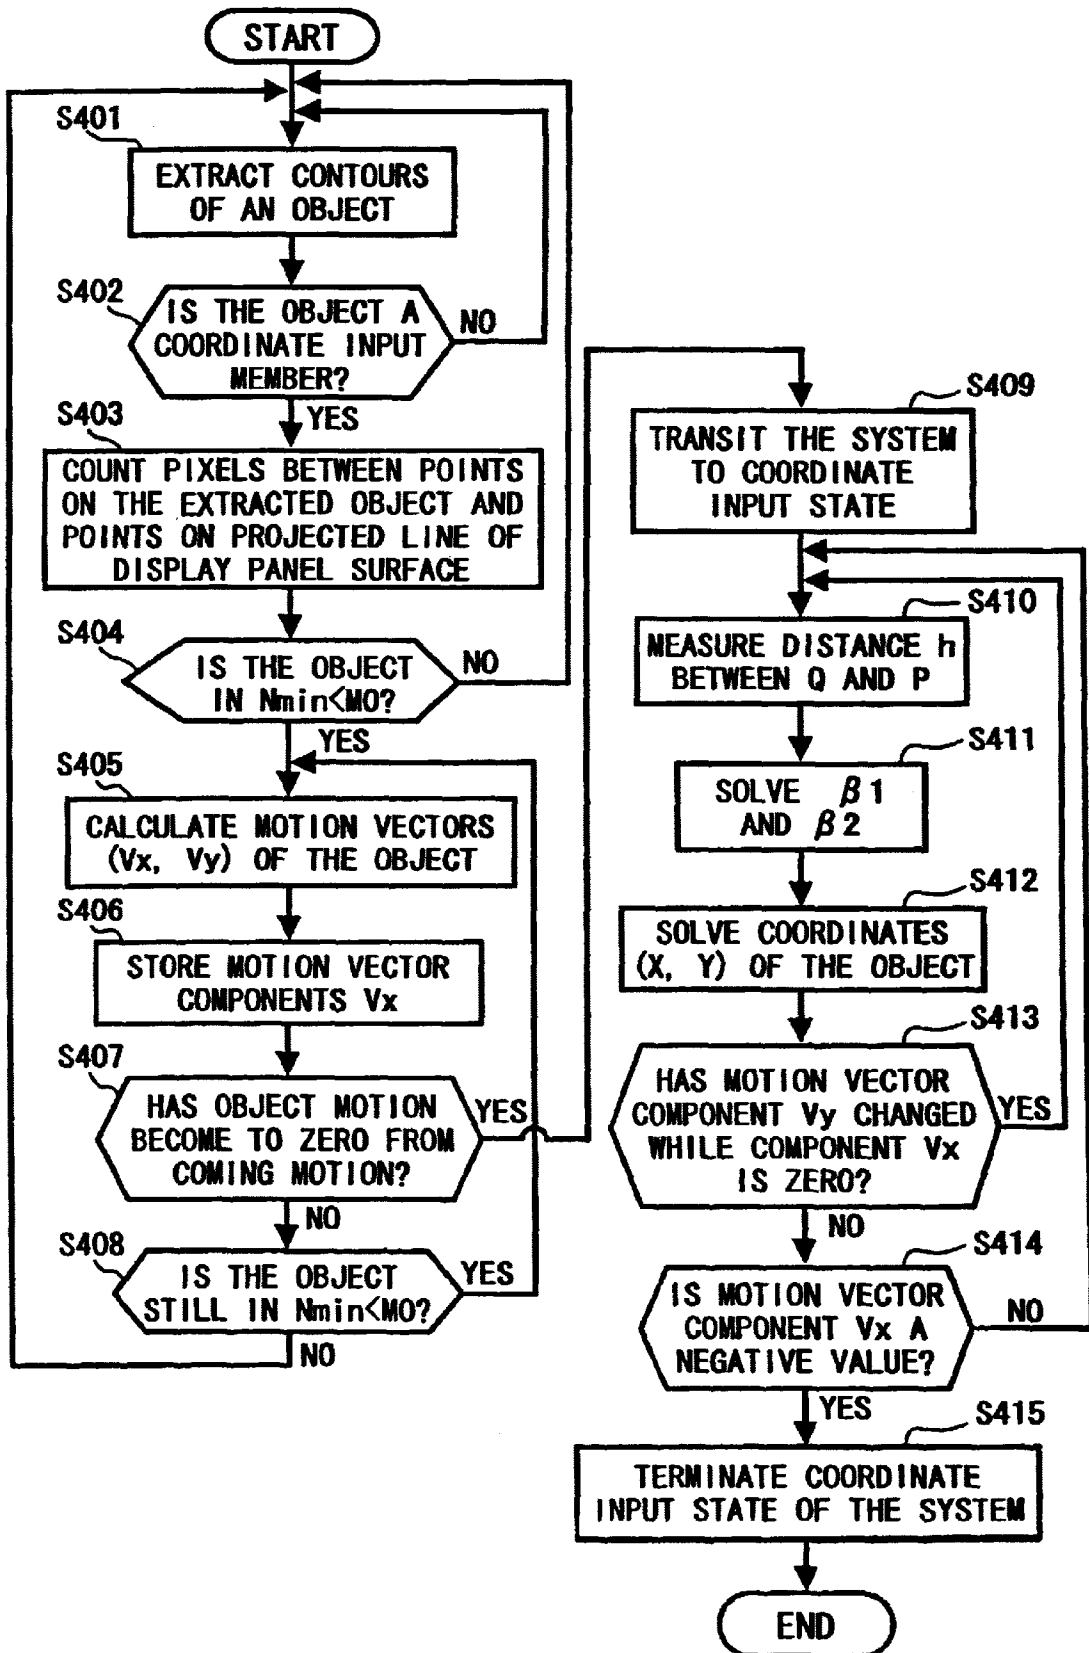 START
S401
EXTRACT CONTOURS
OF AN OBJECT
S402
IS THE OBJECT A
COORDINATE INPUT
MEMBER?
NO
YES
S403
COUNT PIXELS BETWEEN POINTS
ON THE EXTRACTED OBJECT AND
POINTS ON PROJECTED LINE OF
DISPLAY PANEL SURFACE
S404
IS THE OBJECT
IN Nmin<M0?
NO
YES
S405
CALCULATE MOTION VECTORS
(Vx, Vy) OF THE OBJECT
S406
STORE MOTION VECTOR
COMPONENTS Vx
S407
HAS OBJECT MOTION
BECOME TO ZERO FROM
COMING MOTION?
YES
NO
S408
IS THE OBJECT
STILL IN Nmin<M0?
YES
NO
S409
TRANSIT THE SYSTEM
TO COORDINATE
INPUT STATE
S410
MEASURE DISTANCE h
BETWEEN Q AND P
S411
SOLVE β1
AND β2
S412
SOLVE COORDINATES
(X, Y) OF THE OBJECT
S413
HAS MOTION VECTOR
COMPONENT Vy CHANGED
WHILE COMPONENT Vx
IS ZERO?
YES
NO
S414
IS MOTION VECTOR
COMPONENT Vx A
NEGATIVE VALUE?
NO
YES
S415
TERMINATE COORDINATE
INPUT STATE OF THE SYSTEM
END